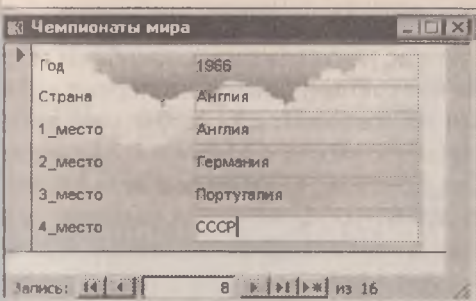 Чемпионаты мира
Год 1966
Страна Англия
1_место Англия
2_место Германия
3_место Португалия
4_место СССР
Запись: 8 из 16